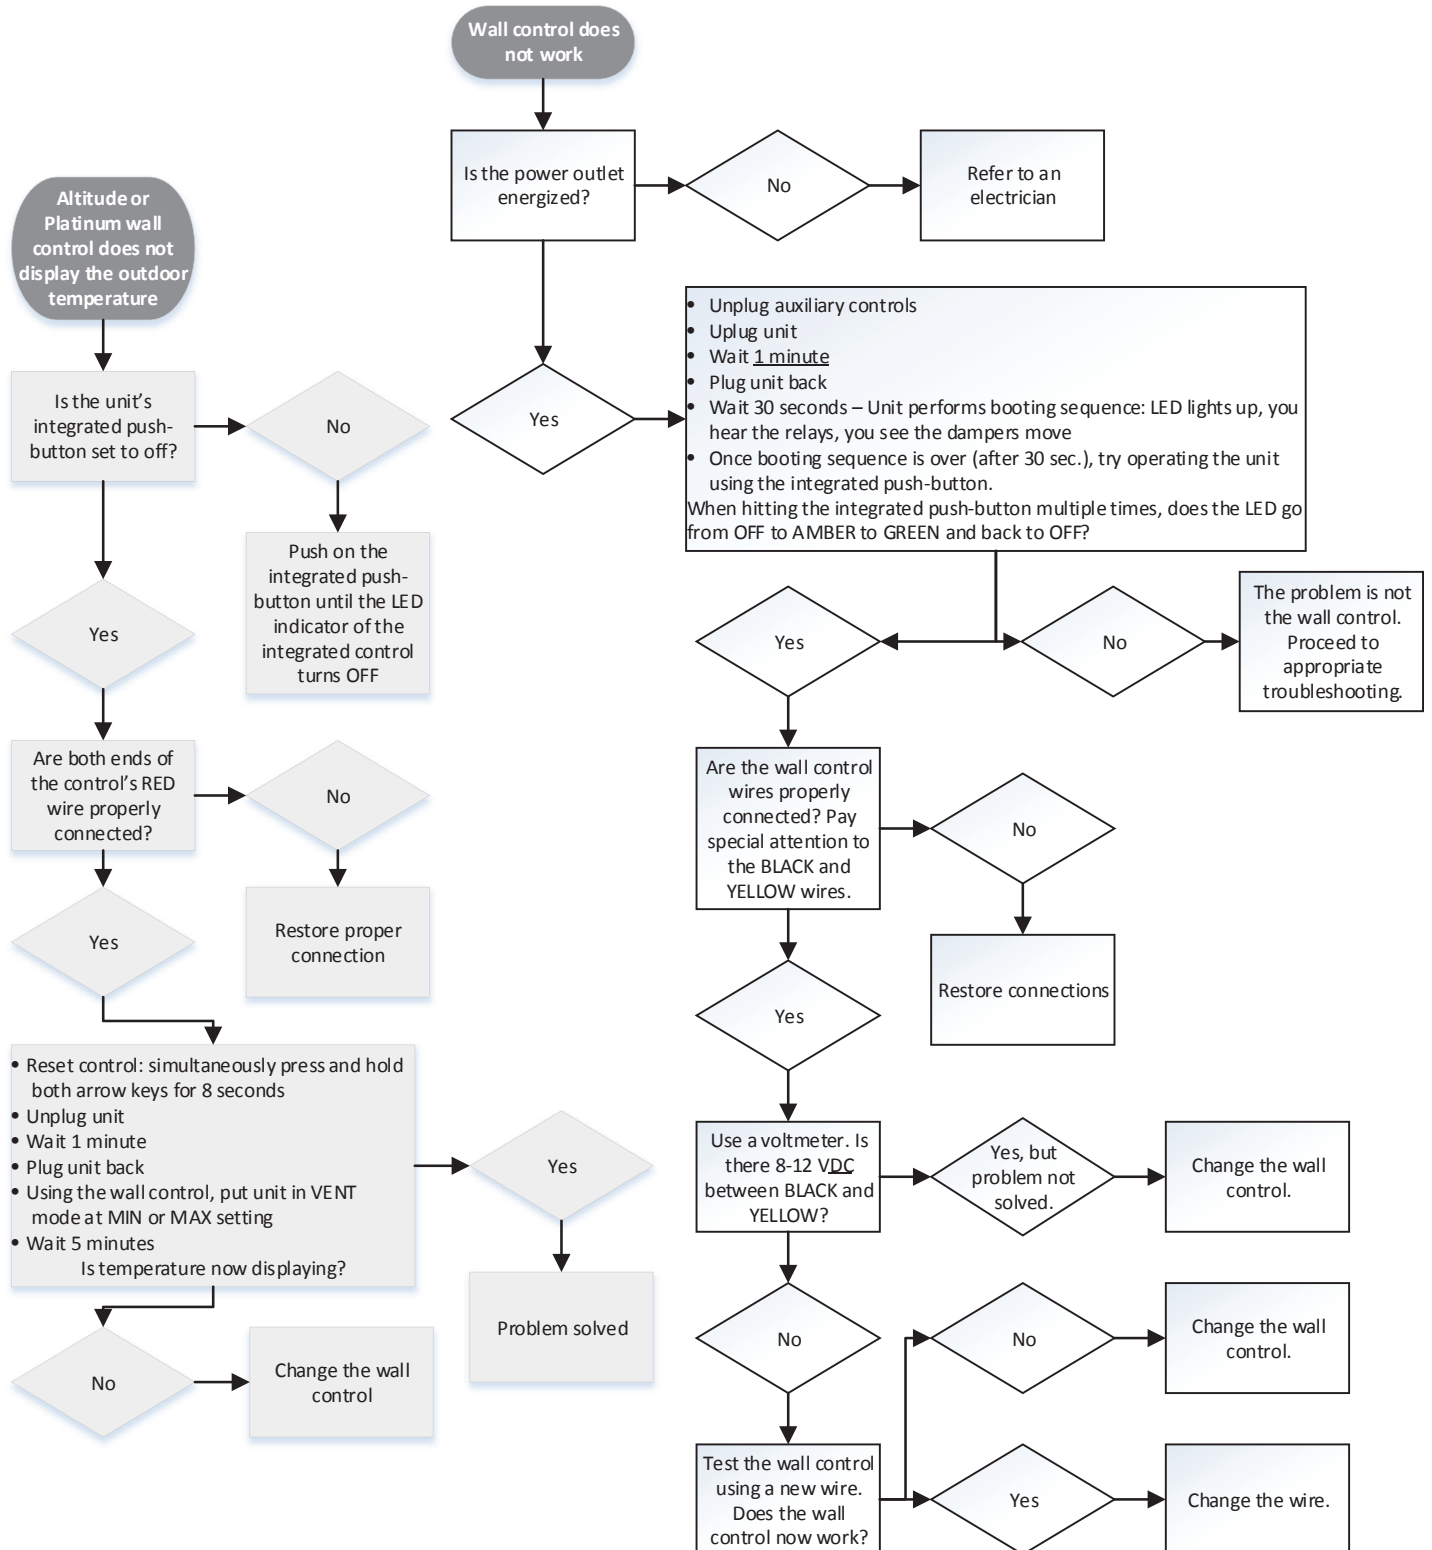 Wall control does
not work
Is the power outlet
energized?
No
Refer to an
electrician
Yes
• Unplug auxiliary controls
• Uplug unit
• Wait 1 minute
• Plug unit back
• Wait 30 seconds – Unit performs booting sequence: LED lights up, you
hear the relays, you see the dampers move
• Once booting sequence is over (after 30 sec.), try operating the unit
using the integrated push-button.
When hitting the integrated push-button multiple times, does the LED go
from OFF to AMBER to GREEN and back to OFF?
Yes
No
The problem is not
the wall control.
Proceed to
appropriate
troubleshooting.
Are the wall control
wires properly
connected? Pay
special attention to
the BLACK and
YELLOW wires.
No
Restore connections
Yes
Use a voltmeter. Is
there 8-12 VDC
between BLACK and
YELLOW?
Yes, but
problem not
solved.
Change the wall
control.
No
Test the wall control
using a new wire.
Does the wall
control now work?
No
Change the wall
control.
Yes
Change the wire.
Altitude or
Platinum wall
control does not
display the outdoor
temperature
Is the unit’s
integrated push-
button set to off?
No
Push on the
integrated push-
button until the LED
indicator of the
integrated control
turns OFF
Yes
Are both ends of
the control’s RED
wire properly
connected?
No
Restore proper
connection
Yes
• Reset control: simultaneously press and hold
both arrow keys for 8 seconds
• Unplug unit
• Wait 1 minute
• Plug unit back
• Using the wall control, put unit in VENT
mode at MIN or MAX setting
• Wait 5 minutes
Is temperature now displaying?
Yes
Problem solved
No
Change the wall
control